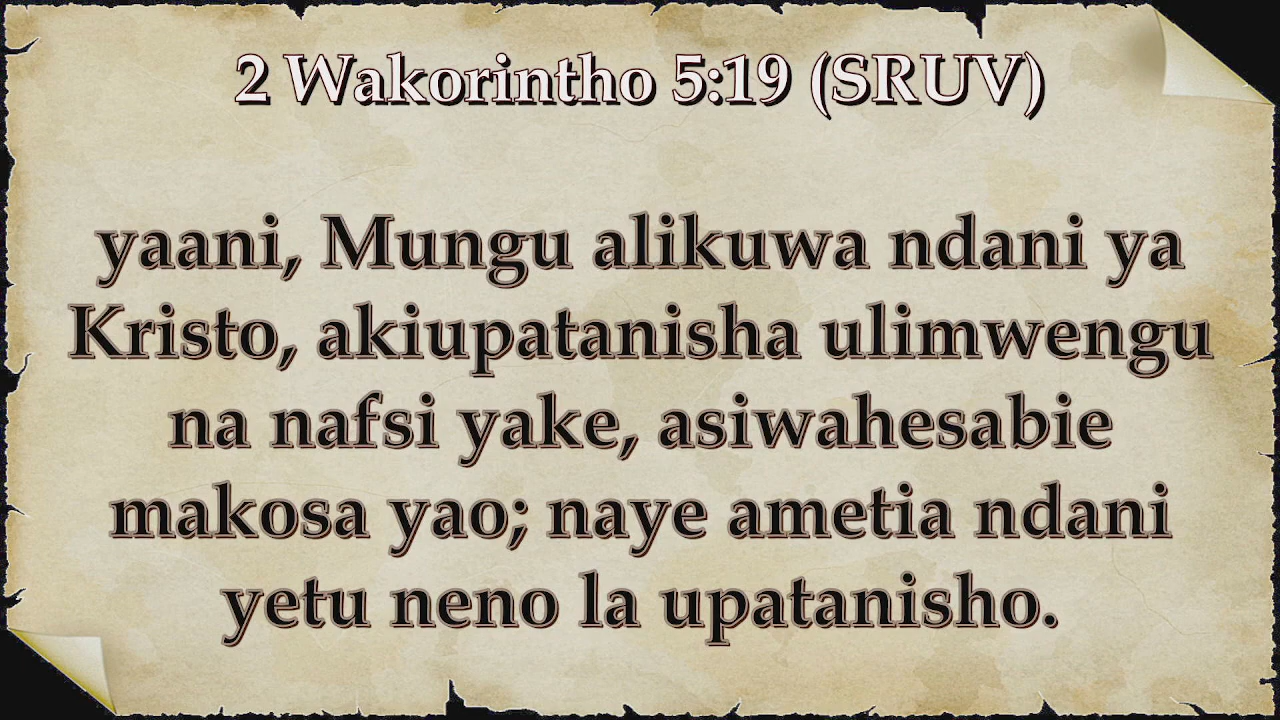 2 Wakorintho 5:19 (SRUV)
yaani, Mungu alikuwa ndani ya
Kristo, akiupatanisha ulimwengu
na nafsi yake, asiwahesabie
makosa yao; naye ametia ndani
yetu neno la upatanisho.